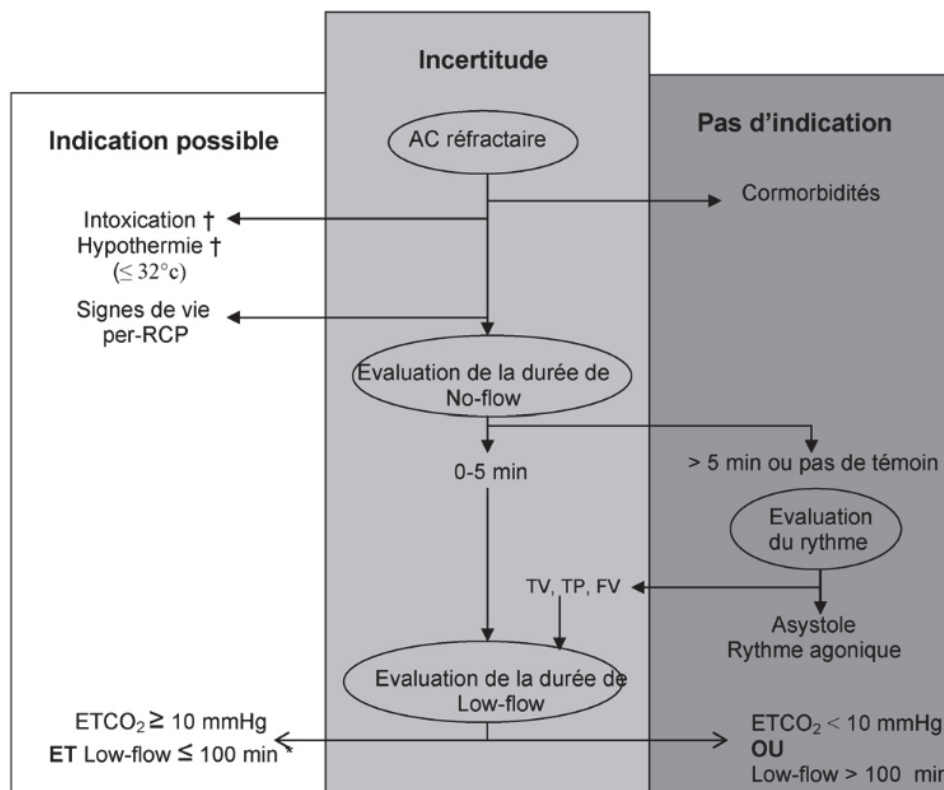 Incertitude
Indication possible
Pas d'indication
AC réfractaire
Cormorbidités
Intoxication †
Hypothermie †
(≤ 32°c)
Signes de vie
per-RCP
Evaluation de la durée de
No-flow
0-5 min
> 5 min ou pas de témoin
Evaluation
du rythme
TV, TP, FV
Asystole
Rythme agonique
Evaluation de la durée de
Low-flow
ETCO₂ ≥ 10 mmHg
ET Low-flow ≤ 100 min *
ETCO₂ < 10 mmHg
OU
Low-flow > 100 min